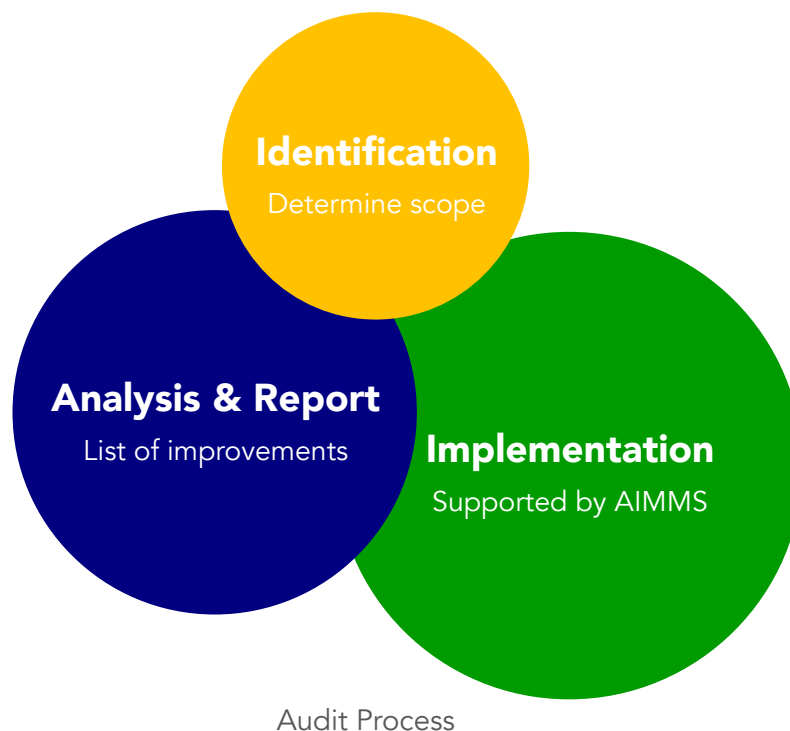 Identification
Determine scope
Analysis & Report
List of improvements
Implementation
Supported by AIMMS
Audit Process